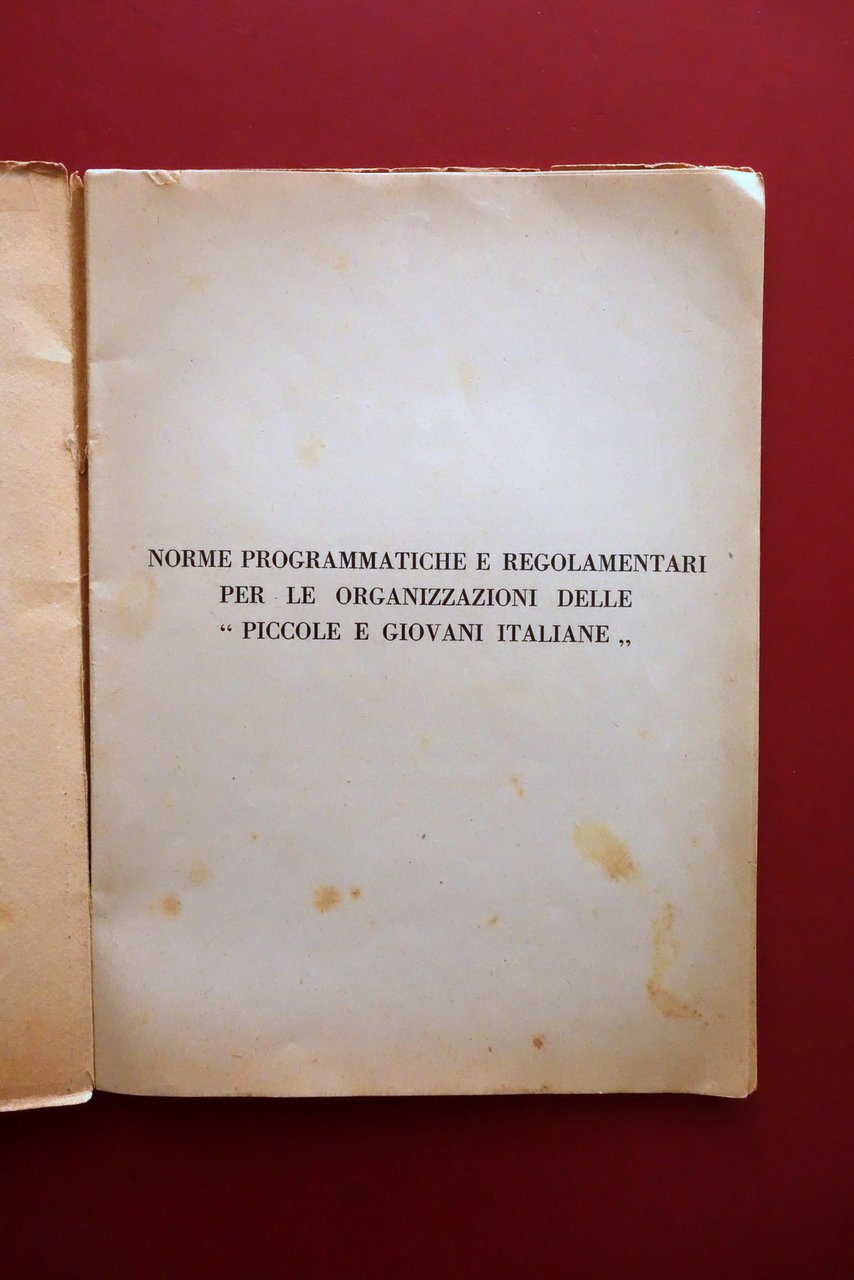 NORME PROGRAMMATICHE E REGOLAMENTARI
PER LE ORGANIZZAZIONI DELLE
“ PICCOLE E GIOVANI ITALIANE „